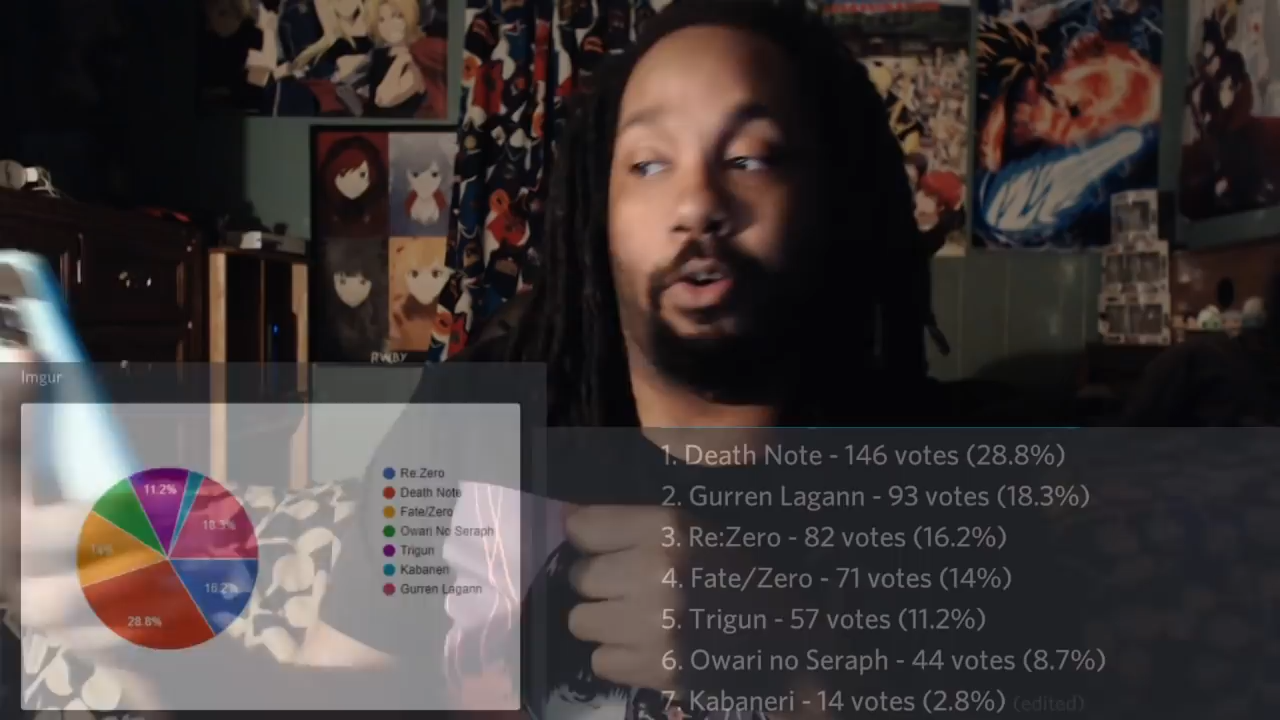 RWBY
Imgur
11.2%
18.3%
14%
16.2%
28.8%
Re:Zero
Death Note
Fate/Zero
Owari No Seraph
Trigun
Kabaneri
Gurren Lagann
1. Death Note - 146 votes (28.8%)
2. Gurren Lagann - 93 votes (18.3%)
3. Re:Zero - 82 votes (16.2%)
4. Fate/Zero - 71 votes (14%)
5. Trigun - 57 votes (11.2%)
6. Owari no Seraph - 44 votes (8.7%)
7. Kabaneri - 14 votes (2.8%) (edited)